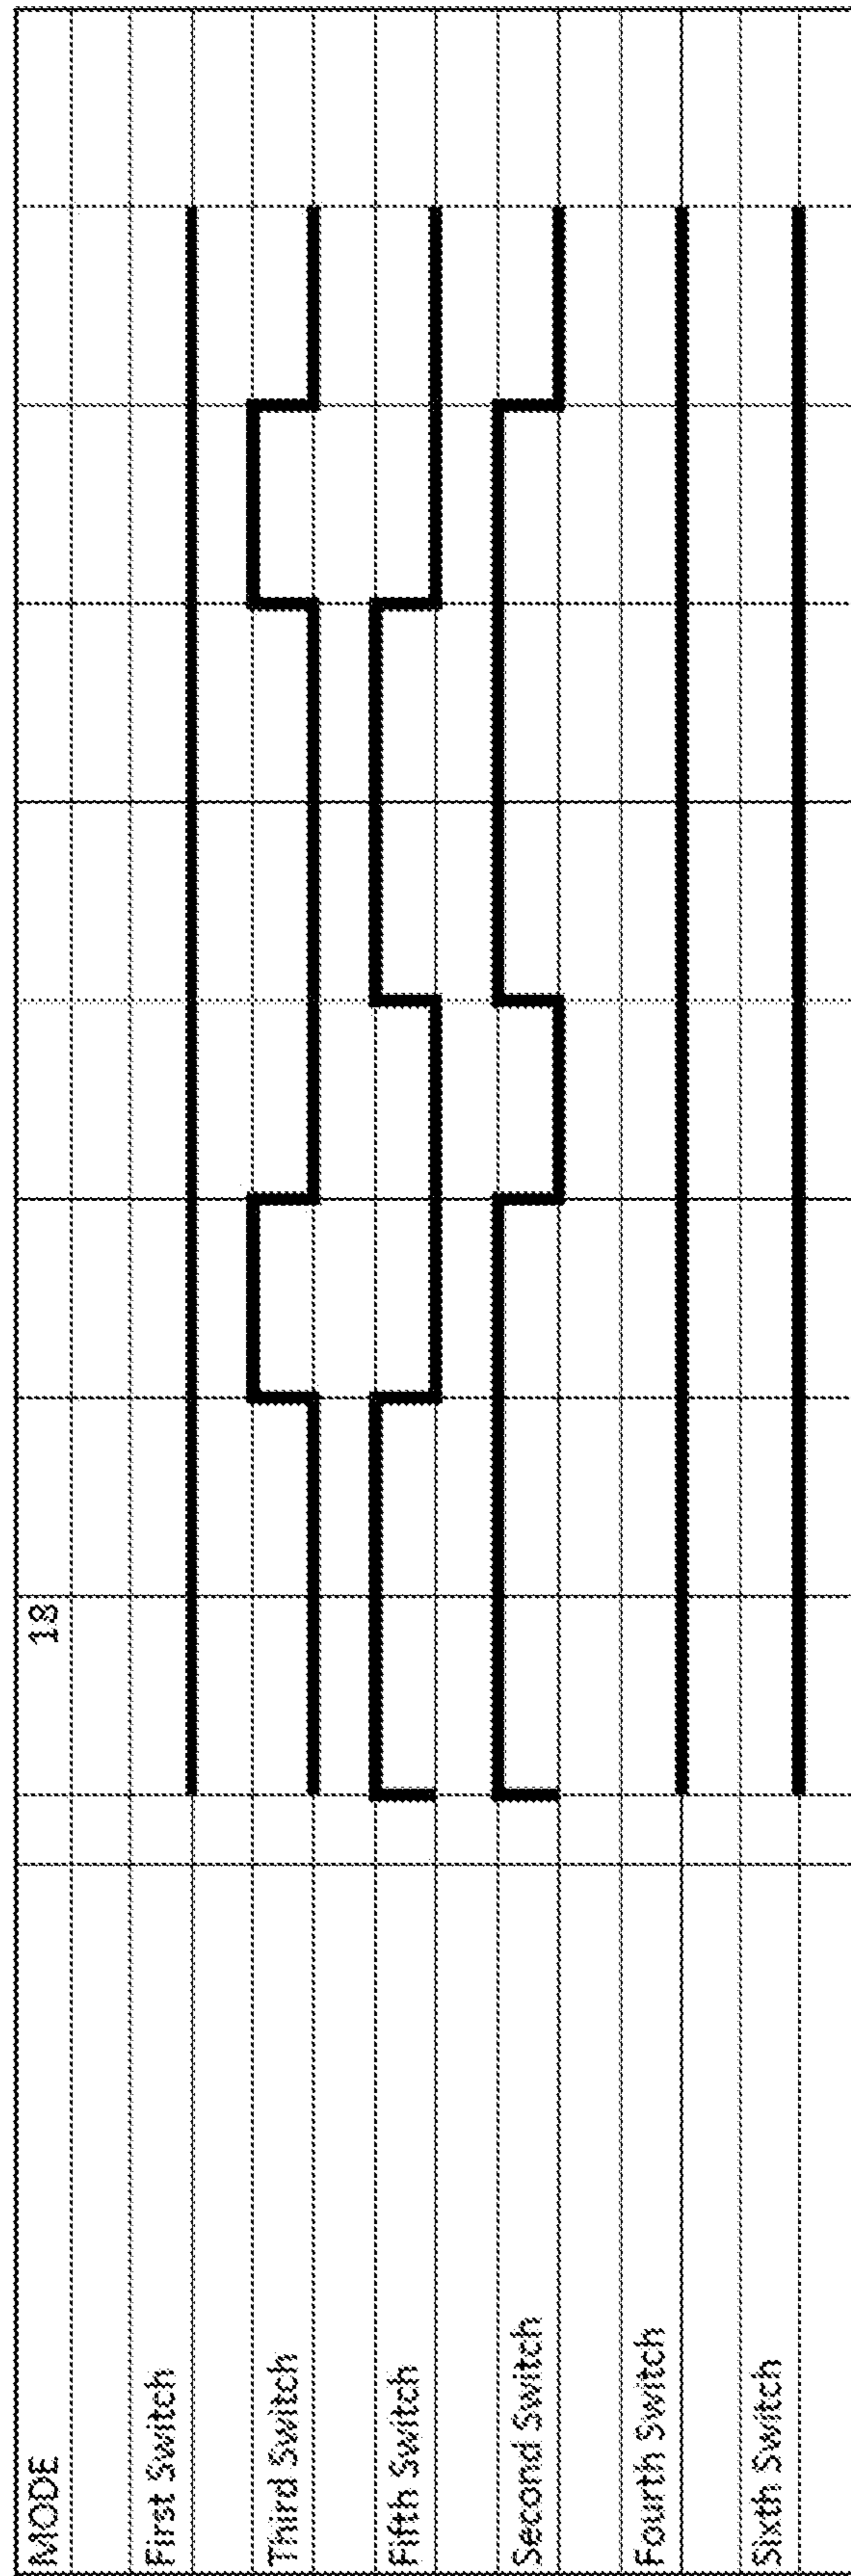 MODE 18
First Switch
Third Switch
Fifth Switch
Second Switch
Fourth Switch
Sixth Switch